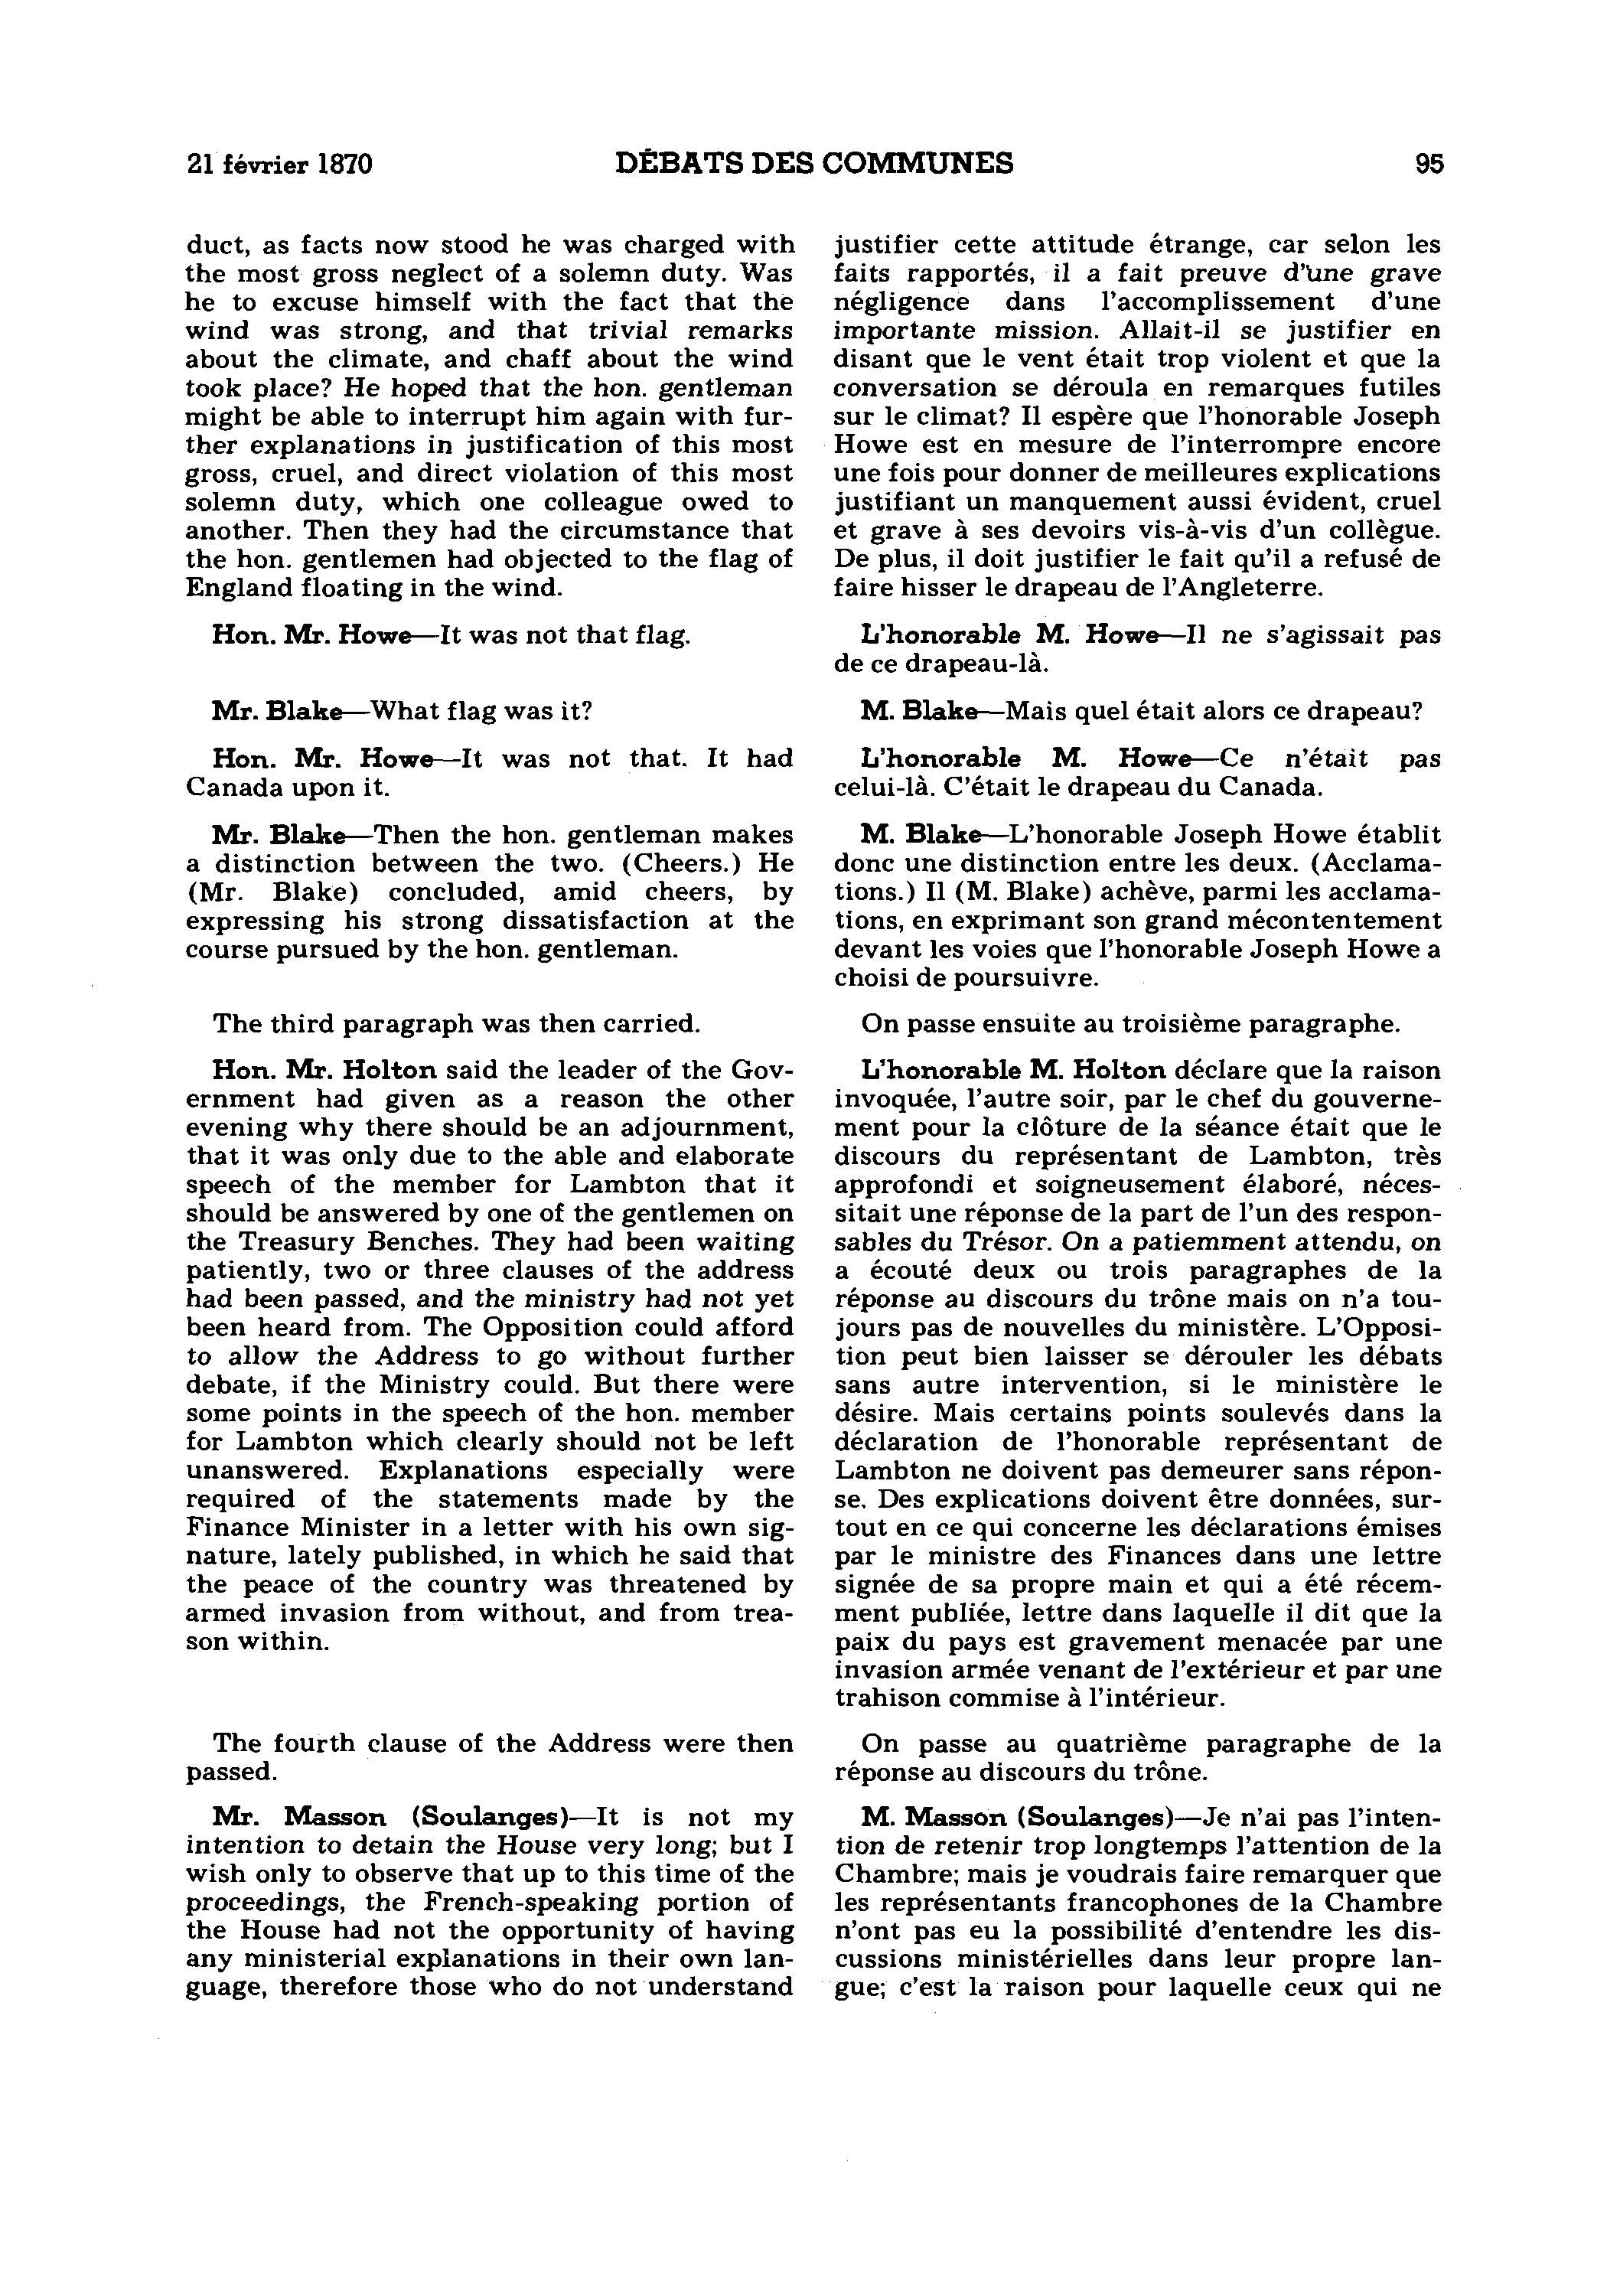 21 février 1870 DÉBATS DES COMMUNES 95
duct, as facts now stood he was charged with
the most gross neglect of a solemn duty. Was
he to excuse himself with the fact that the
wind was strong, and that trivial remarks
about the climate, and chaff about the wind
took place? He hoped that the hon. gentleman
might be able to interrupt him again with fur-
ther explanations in justification of this most
gross, cruel, and direct violation of this most
solemn duty, which one colleague owed to
another. Then they had the circumstance that
the hon. gentlemen had objected to the flag of
England floating in the wind.
Hon. Mr. Howe—It was not that flag.
Mr. Blake—What flag was it?
Hon. Mr. Howe—It was not that. It had
Canada upon it.
Mr. Blake—Then the hon. gentleman makes
a distinction between the two. (Cheers.) He
(Mr. Blake) concluded, amid cheers, by
expressing his strong dissatisfaction at the
course pursued by the hon. gentleman.
The third paragraph was then carried.
Hon. Mr. Holton said the leader of the Gov-
ernment had given as a reason the other
evening why there should be an adjournment,
that it was only due to the able and elaborate
speech of the member for Lambton that it
should be answered by one of the gentlemen on
the Treasury Benches. They had been waiting
patiently, two or three clauses of the address
had been passed, and the ministry had not yet
been heard from. The Opposition could afford
to allow the Address to go without further
debate, if the Ministry could. But there were
some points in the speech of the hon. member
for Lambton which clearly should not be left
unanswered. Explanations especially were
required of the statements made by the
Finance Minister in a letter with his own sig-
nature, lately published, in which he said that
the peace of the country was threatened by
armed invasion from without, and from trea-
son within.
The fourth clause of the Address were then
passed.
Mr. Masson (Soulanges)—It is not my
intention to detain the House very long; but I
wish only to observe that up to this time of the
proceedings, the French-speaking portion of
the House had not the opportunity of having
any ministerial explanations in their own lan-
guage, therefore those who do not understand
justifier cette attitude étrange, car selon les
faits rapportés, il a fait preuve d'une grave
négligence dans l'accomplissement d'une
importante mission. Allait-il se justifier en
disant que le vent était trop violent et que la
conversation se déroula en remarques futiles
sur le climat? Il espère que l'honorable Joseph
Howe est en mesure de l'interrompre encore
une fois pour donner de meilleures explications
justifiant un manquement aussi évident, cruel
et grave à ses devoirs vis-à-vis d'un collègue.
De plus, il doit justifier le fait qu'il a refusé de
faire hisser le drapeau de l'Angleterre.
L'honorable M. Howe—Il ne s'agissait pas
de ce drapeau-là.
M. Blake—Mais quel était alors ce drapeau?
L'honorable M. Howe—Ce n'était pas
celui-là. C'était le drapeau du Canada.
M. Blake—L'honorable Joseph Howe établit
donc une distinction entre les deux. (Acclama-
tions.) Il (M. Blake) achève, parmi les acclama-
tions, en exprimant son grand mécontentement
devant les voies que l'honorable Joseph Howe a
choisi de poursuivre.
On passe ensuite au troisième paragraphe.
L'honorable M. Holton déclare que la raison
invoquée, l'autre soir, par le chef du gouverne-
ment pour la clôture de la séance était que le
discours du représentant de Lambton, très
approfondi et soigneusement élaboré, néces-
sitait une réponse de la part de l'un des respon-
sables du Trésor. On a patiemment attendu, on
a écouté deux ou trois paragraphes de la
réponse au discours du trône mais on n'a tou-
jours pas de nouvelles du ministère. L'Opposi-
tion peut bien laisser se dérouler les débats
sans autre intervention, si le ministère le
désire. Mais certains points soulevés dans la
déclaration de l'honorable représentant de
Lambton ne doivent pas demeurer sans répon-
se. Des explications doivent être données, sur-
tout en ce qui concerne les déclarations émises
par le ministre des Finances dans une lettre
signée de sa propre main et qui a été récem-
ment publiée, lettre dans laquelle il dit que la
paix du pays est gravement menacée par une
invasion armée venant de l'extérieur et par une
trahison commise à l'intérieur.
On passe au quatrième paragraphe de la
réponse au discours du trône.
M. Masson (Soulanges)—Je n'ai pas l'inten-
tion de retenir trop longtemps l'attention de la
Chambre; mais je voudrais faire remarquer que
les représentants francophones de la Chambre
n'ont pas eu la possibilité d'entendre les dis-
cussions ministérielles dans leur propre lan-
gue; c'est la raison pour laquelle ceux qui ne